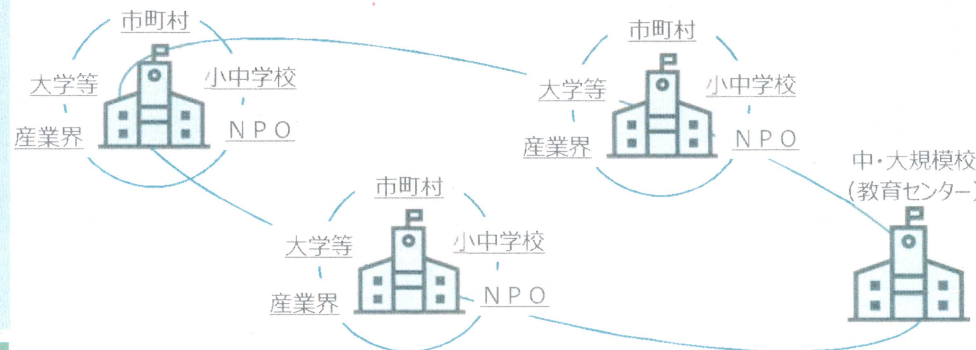 市町村
大学等
小中学校
産業界
ＮＰＯ
市町村
大学等
小中学校
産業界
ＮＰＯ
中・大規模校
(教育センター)
市町村
大学等
小中学校
産業界
ＮＰＯ